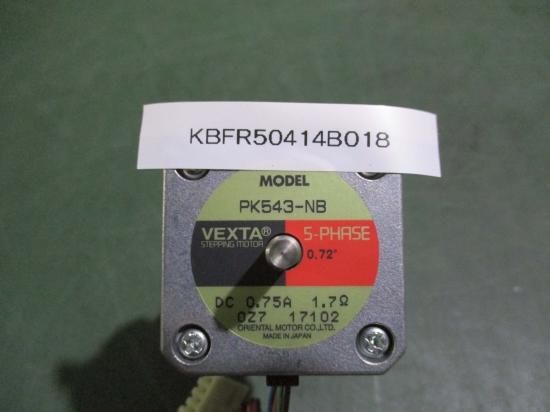 KBFR50414B018
MODEL
PK543-NB
VEXTA® 5-PHASE
STEPPING MOTOR
0.72°
DC 0.75A 1.7Ω
0Z7 17102
ORIENTAL MOTOR CO.,LTD.
MADE IN JAPAN